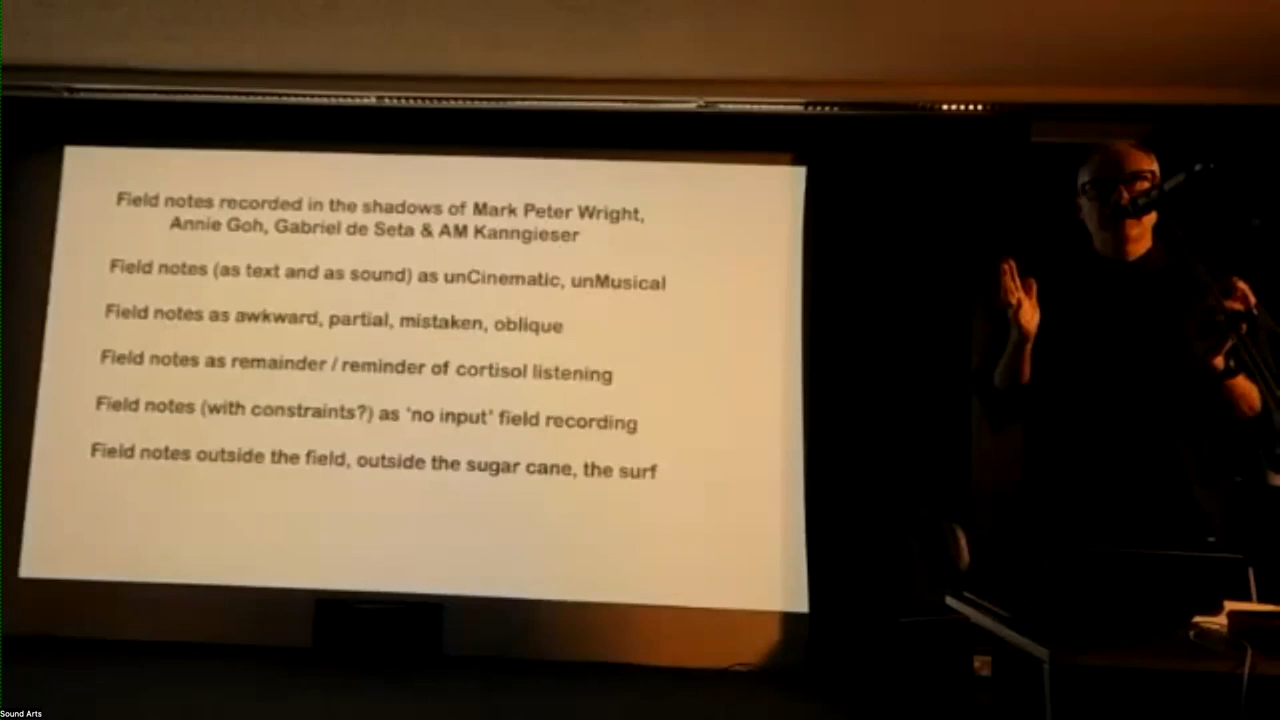 Field notes recorded in the shadows of Mark Peter Wright,
Annie Goh, Gabriel de Seta & AM Kanngieser
Field notes (as text and as sound) as unCinematic, unMusical
Field notes as awkward, partial, mistaken, oblique
Field notes as remainder / reminder of cortisol listening
Field notes (with constraints?) as 'no input' field recording
Field notes outside the field, outside the sugar cane, the surf
Sound Arts